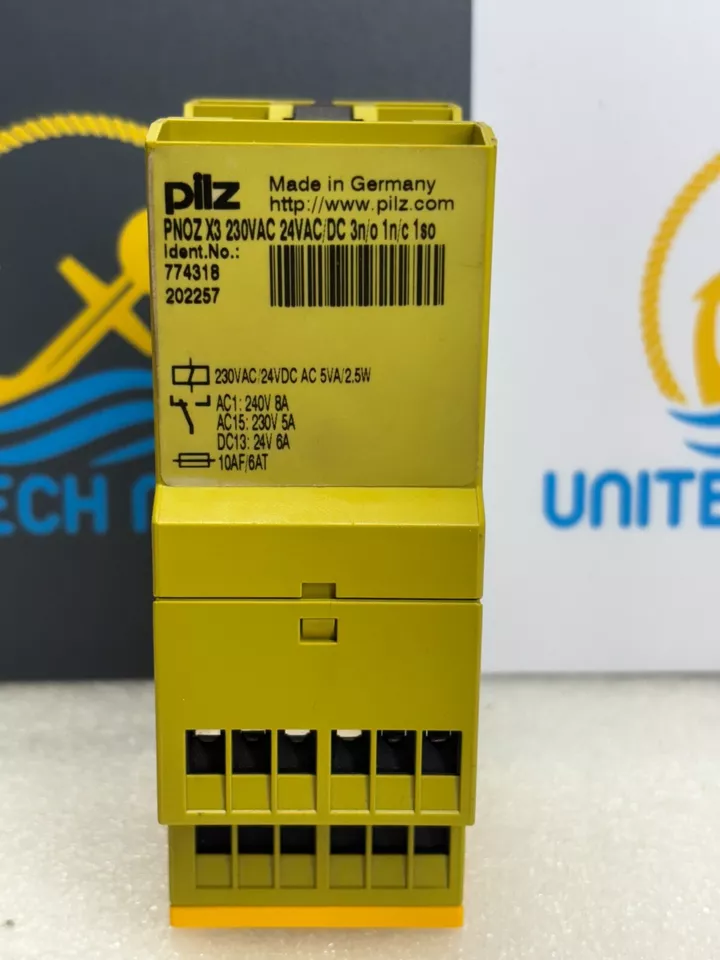 pilz
Made in Germany
http://www.pilz.com
PNOZ X3 230VAC 24VAC/DC 3n/o 1n/c 1so
Ident.No.:
774318
202257
230VAC/24VDC AC 5VA/2.5W
AC1: 240V 8A
AC15: 230V 5A
DC13: 24V 6A
10AF/6AT
TECH M
UNITE